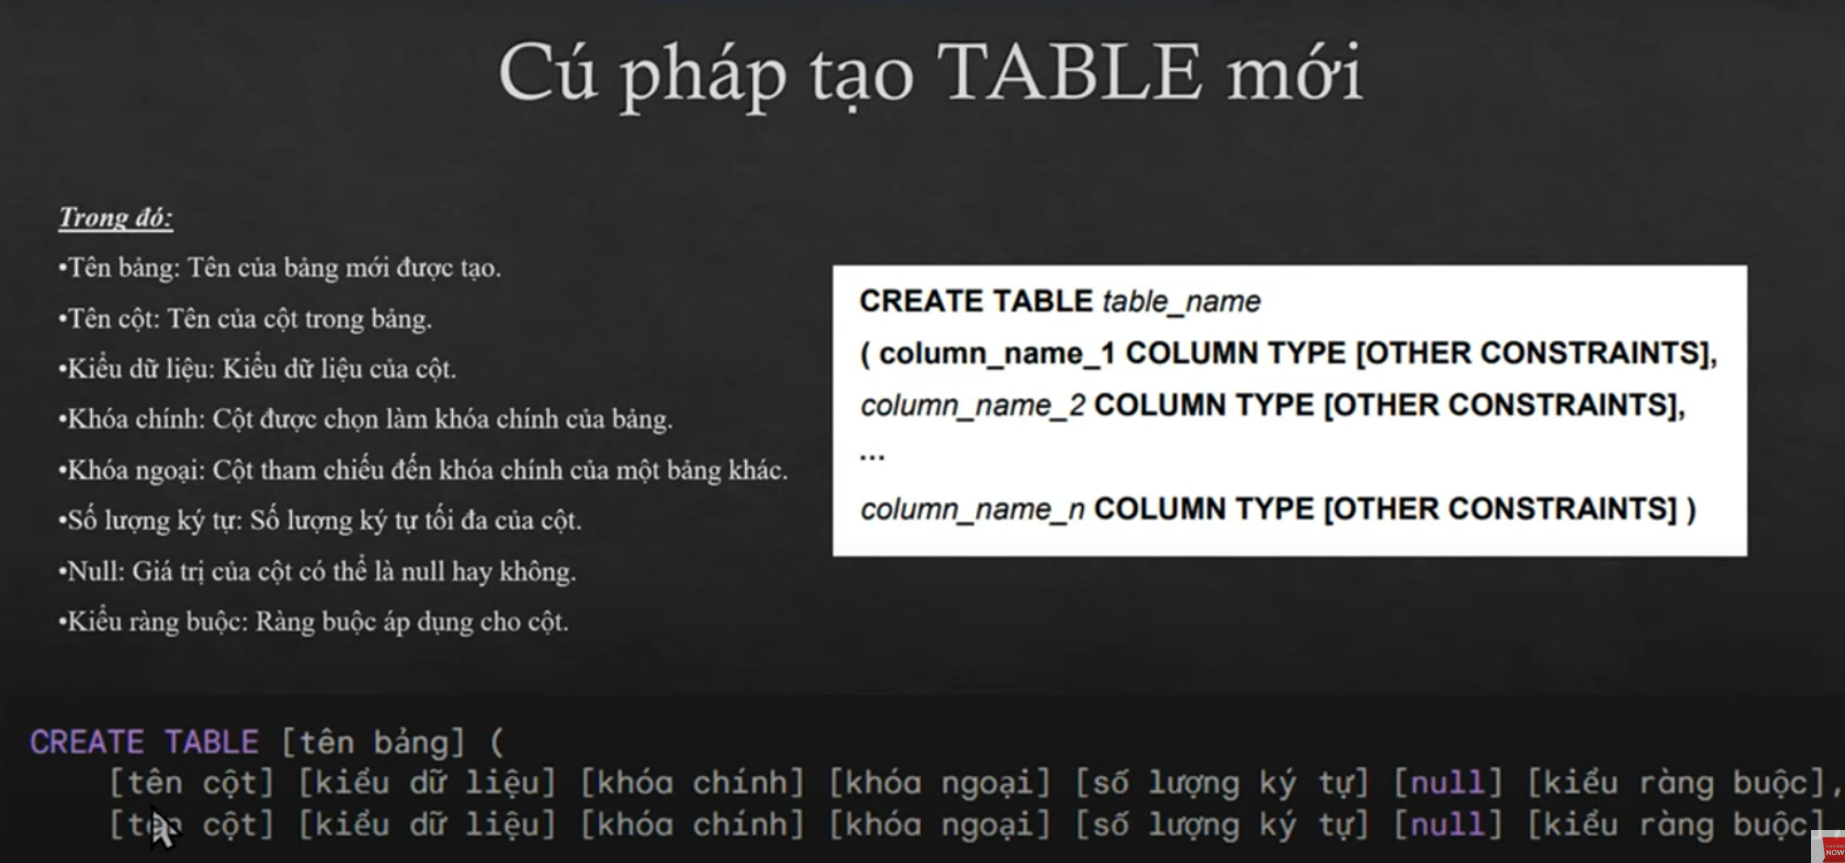 Cú pháp tạo TABLE mới
Trong đó:
•Tên bảng: Tên của bảng mới được tạo.
•Tên cột: Tên của cột trong bảng.
•Kiểu dữ liệu: Kiểu dữ liệu của cột.
•Khóa chính: Cột được chọn làm khóa chính của bảng.
•Khóa ngoại: Cột tham chiếu đến khóa chính của một bảng khác.
•Số lượng ký tự: Số lượng ký tự tối đa của cột.
•Null: Giá trị của cột có thể là null hay không.
•Kiểu ràng buộc: Ràng buộc áp dụng cho cột.
CREATE TABLE table_name
( column_name_1 COLUMN TYPE [OTHER CONSTRAINTS],
column_name_2 COLUMN TYPE [OTHER CONSTRAINTS],
...
column_name_n COLUMN TYPE [OTHER CONSTRAINTS] )
CREATE TABLE [tên bảng] (
[tên cột] [kiểu dữ liệu] [khóa chính] [khóa ngoại] [số lượng ký tự] [null] [kiểu ràng buộc],
[tên cột] [kiểu dữ liệu] [khóa chính] [khóa ngoại] [số lượng ký tự] [null] [kiểu ràng buộc],
NOW